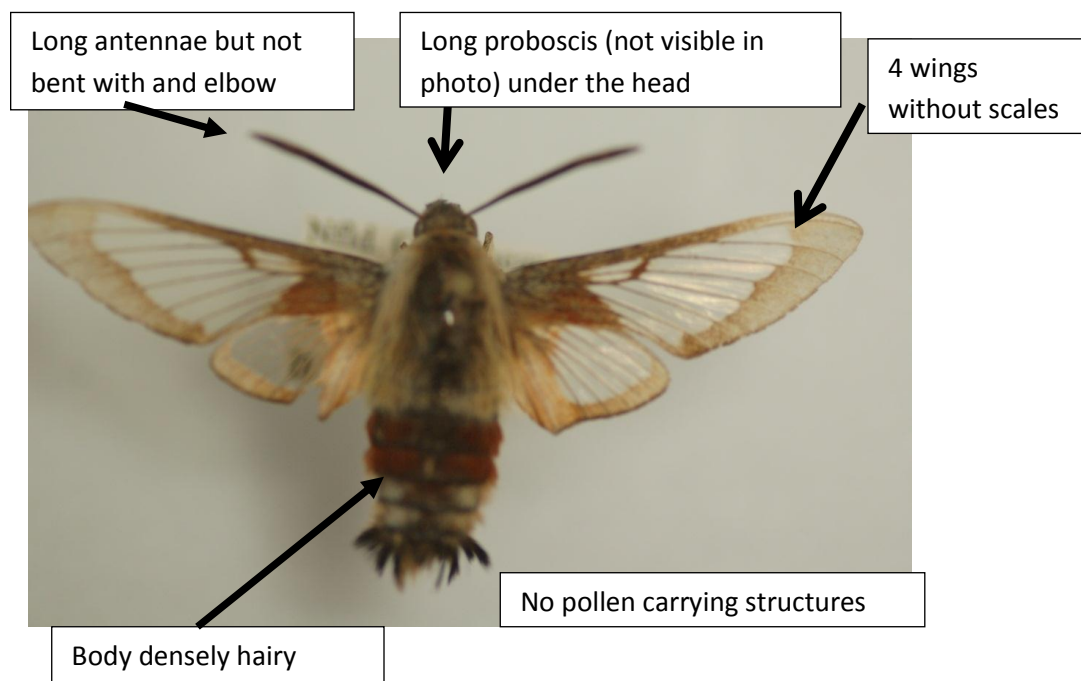 Long antennae but not
bent with and elbow
Long proboscis (not visible in
photo) under the head
4 wings
without scales
No pollen carrying structures
Body densely hairy